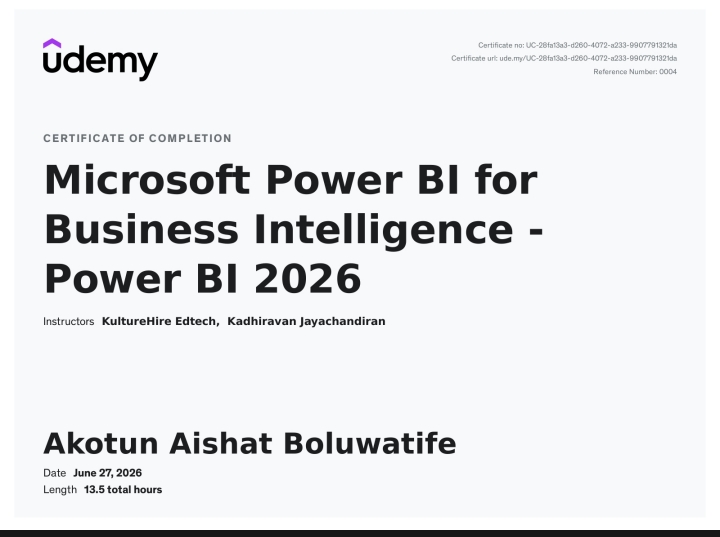 udemy
Certificate no: UC-28fa13a3-d260-4072-a233-9907791321da
Certificate url: ude.my/UC-28fa13a3-d260-4072-a233-9907791321da
Reference Number: 0004
CERTIFICATE OF COMPLETION
Microsoft Power BI for
Business Intelligence -
Power BI 2026
Instructors KultureHire Edtech, Kadhiravan Jayachandiran
Akotun Aishat Boluwatife
Date June 27, 2026
Length 13.5 total hours